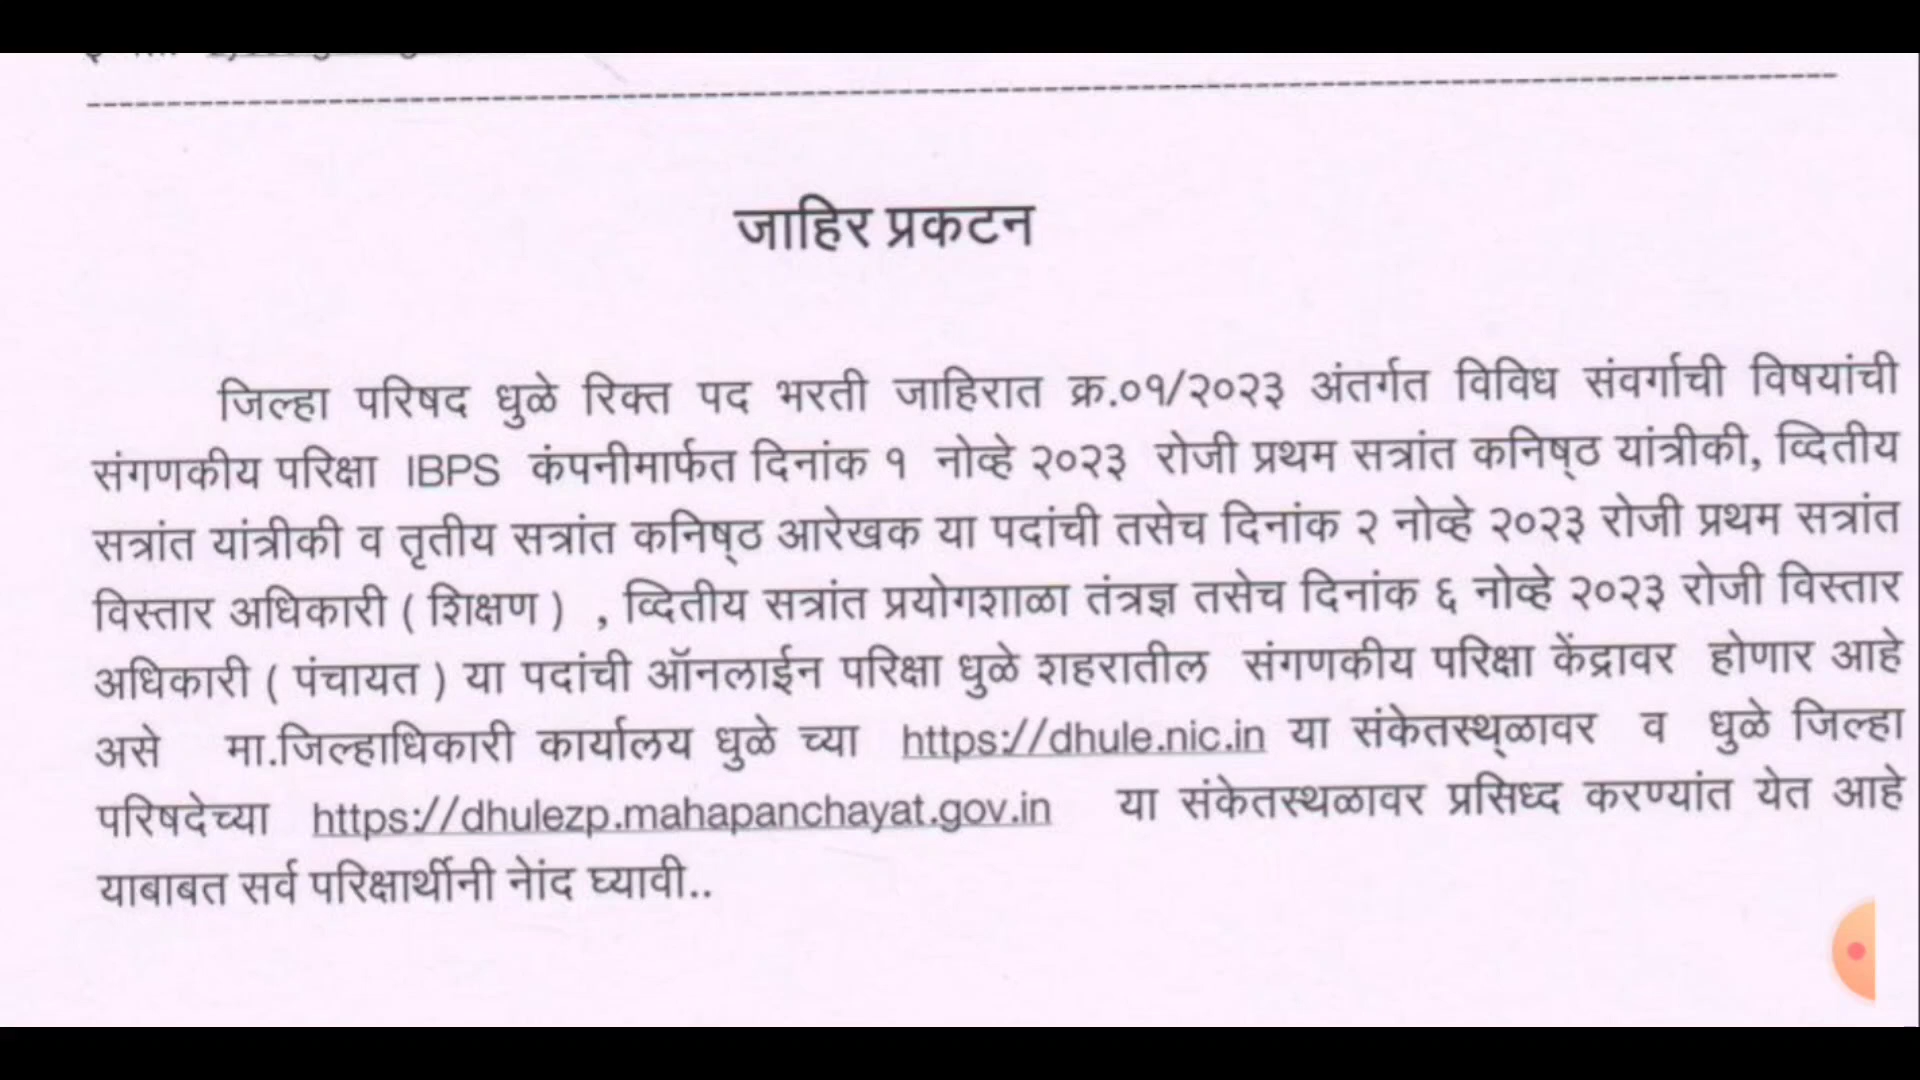 जाहिर प्रकटन
जिल्हा परिषद धुळे रिक्त पद भरती जाहिरात क्र.०१/२०२३ अंतर्गत विविध संवर्गाची विषयांची
संगणकीय परिक्षा IBPS कंपनीमार्फत दिनांक १ नोव्हे २०२३ रोजी प्रथम सत्रांत कनिष्ठ यांत्रीकी, व्दितीय
सत्रांत यांत्रीकी व तृतीय सत्रांत कनिष्ठ आरेखक या पदांची तसेच दिनांक २ नोव्हे २०२३ रोजी प्रथम सत्रांत
विस्तार अधिकारी ( शिक्षण ) , व्दितीय सत्रांत प्रयोगशाळा तंत्रज्ञ तसेच दिनांक ६ नोव्हे २०२३ रोजी विस्तार
अधिकारी ( पंचायत ) या पदांची ऑनलाईन परिक्षा धुळे शहरातील संगणकीय परिक्षा केंद्रावर होणार आहे
असे मा.जिल्हाधिकारी कार्यालय धुळे च्या https://dhule.nic.in या संकेतस्थ्ळावर व धुळे जिल्हा
परिषदेच्या https://dhulezp.mahapanchayat.gov.in या संकेतस्थळावर प्रसिध्द करण्यांत येत आहे
याबाबत सर्व परिक्षार्थीनी नेांद घ्यावी..